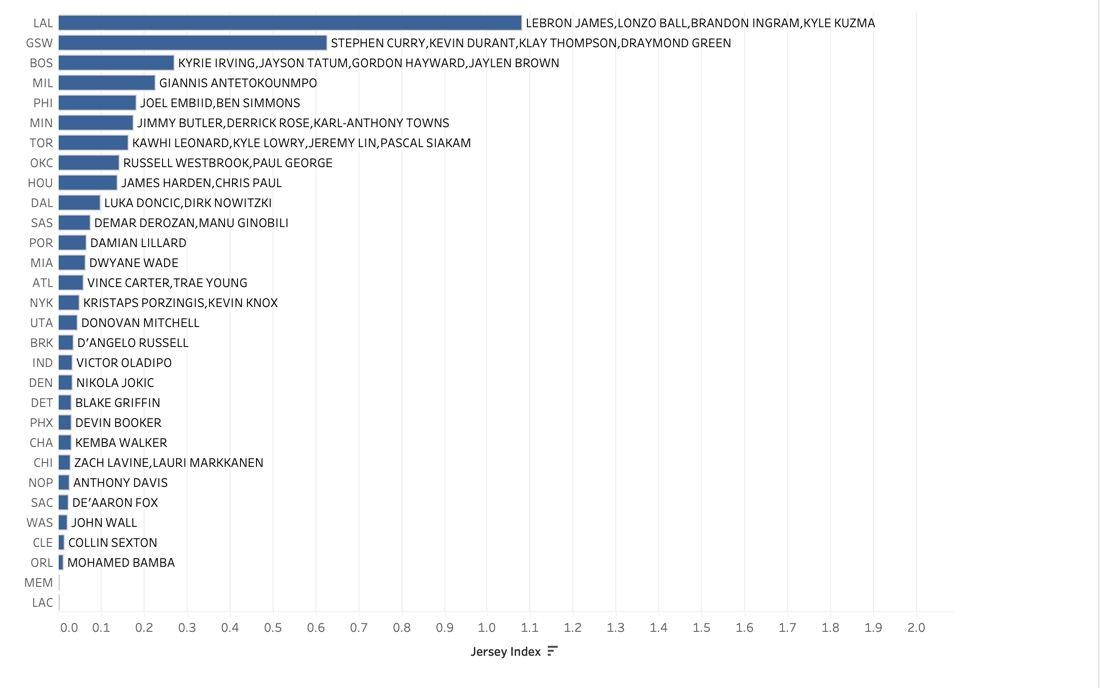 LAL LEBRON JAMES,LONZO BALL,BRANDON INGRAM,KYLE KUZMA
GSW STEPHEN CURRY,KEVIN DURANT,KLAY THOMPSON,DRAYMOND GREEN
BOS KYRIE IRVING,JAYSON TATUM,GORDON HAYWARD,JAYLEN BROWN
MIL GIANNIS ANTETOKOUNMPO
PHI JOEL EMBIID,BEN SIMMONS
MIN JIMMY BUTLER,DERRICK ROSE,KARL-ANTHONY TOWNS
TOR KAWHI LEONARD,KYLE LOWRY,JEREMY LIN,PASCAL SIAKAM
OKC RUSSELL WESTBROOK,PAUL GEORGE
HOU JAMES HARDEN,CHRIS PAUL
DAL LUKA DONCIC,DIRK NOWITZKI
SAS DEMAR DEROZAN,MANU GINOBILI
POR DAMIAN LILLARD
MIA DWYANE WADE
ATL VINCE CARTER,TRAE YOUNG
NYK KRISTAPS PORZINGIS,KEVIN KNOX
UTA DONOVAN MITCHELL
BRK D’ANGELO RUSSELL
IND VICTOR OLADIPO
DEN NIKOLA JOKIC
DET BLAKE GRIFFIN
PHX DEVIN BOOKER
CHA KEMBA WALKER
CHI ZACH LAVINE,LAURI MARKKANEN
NOP ANTHONY DAVIS
SAC DE’AARON FOX
WAS JOHN WALL
CLE COLLIN SEXTON
ORL MOHAMED BAMBA
MEM
LAC
0.0 0.1 0.2 0.3 0.4 0.5 0.6 0.7 0.8 0.9 1.0 1.1 1.2 1.3 1.4 1.5 1.6 1.7 1.8 1.9 2.0
Jersey Index